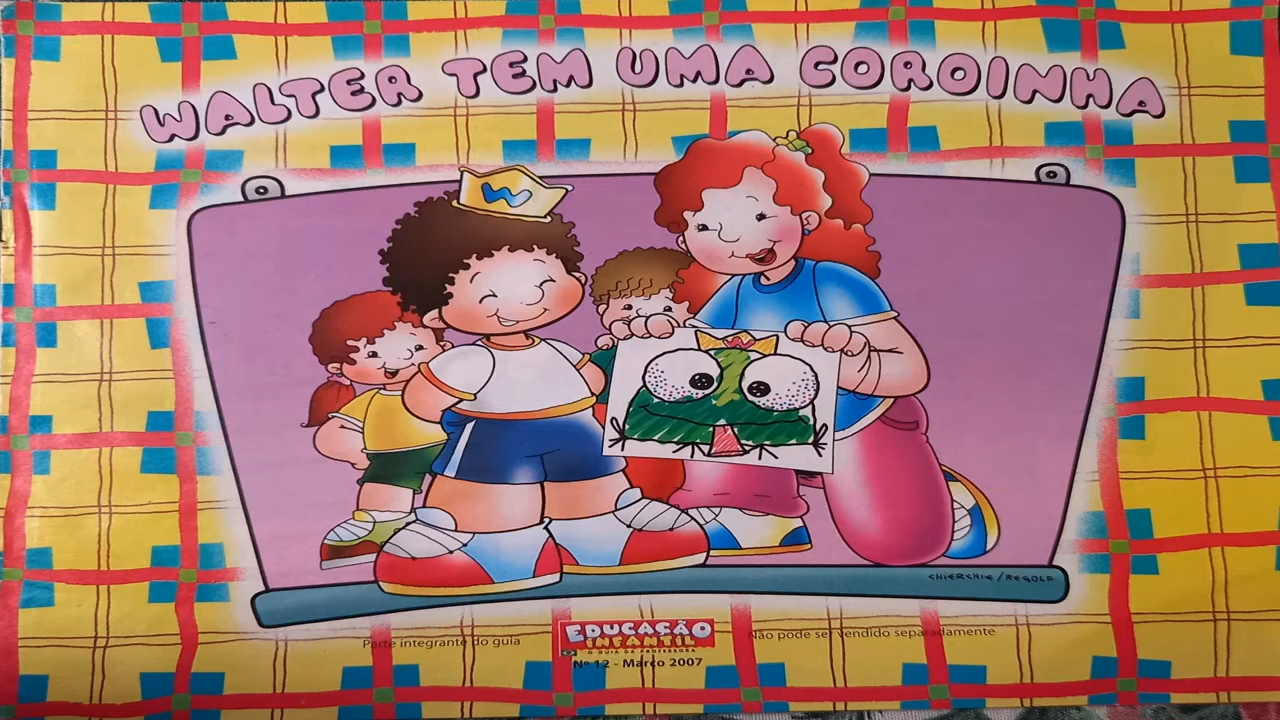 WALTER TEM UMA COROINHA
W
CHIERCHIE/REGOLF
Parte integrante do guia
EDUCAÇÃO
INFANTIL
O GUIA DA PROFESSORA
Não pode ser vendido separadamente
Nº 12 - Março 2007